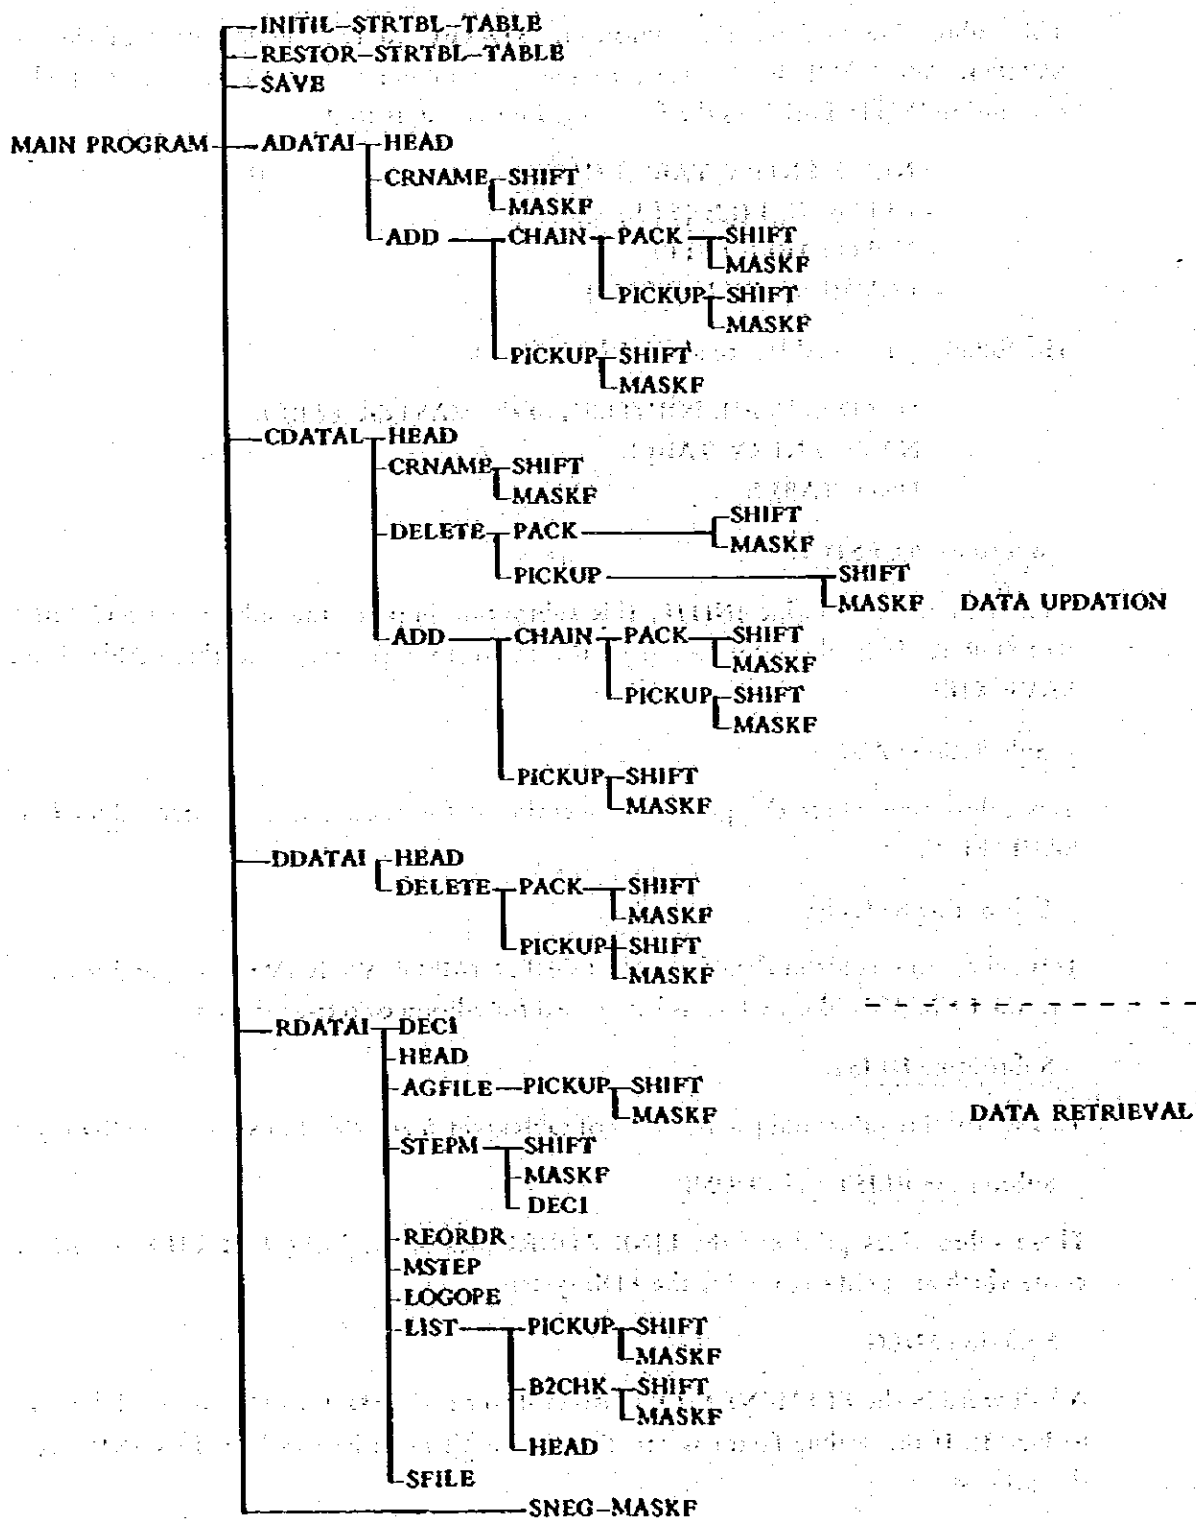 INITIL-STRTBL-TABLE
RESTOR-STRTBL-TABLE
SAVE
MAIN PROGRAM ADATAI HEAD
CRNAME SHIFT
MASKF
ADD CHAIN PACK SHIFT
MASKF
PICKUP SHIFT
MASKF
PICKUP SHIFT
MASKF
CDATAL HEAD
CRNAME SHIFT
MASKF
SHIFT
DELETE PACK
MASKF
PICKUP SHIFT
MASKF DATA UPDATION
ADD CHAIN PACK SHIFT
MASKF
PICKUP SHIFT
MASKF
PICKUP SHIFT
MASKF
DDATAI HEAD
DELETE PACK SHIFT
MASKF
PICKUP SHIFT
MASKF
RDATAI DEC1
HEAD
AGFILE PICKUP SHIFT
MASKF DATA RETRIEVAL
STEPM SHIFT
MASKF
DEC1
REORDR
MSTEP
LOGOPE
LIST PICKUP SHIFT
MASKF
B2CHK SHIFT
MASKF
HEAD
SFILE
SNEG-MASKF